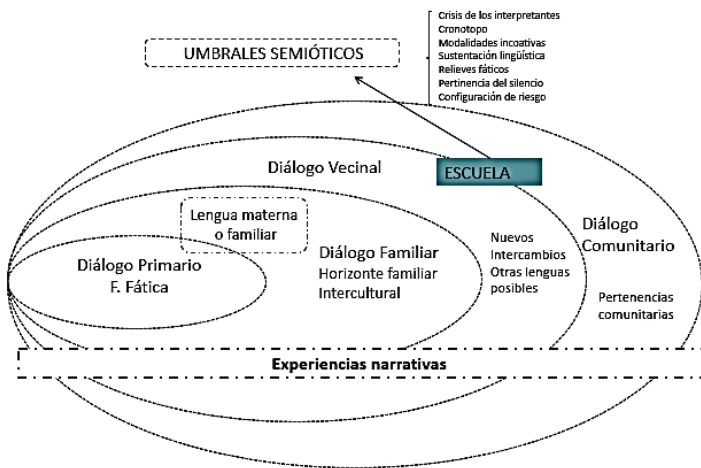 Crisis de los interpretantes
Cronotopo
Modalidades incoativas
Sustentación lingüística
Relieves fáticos
Pertinencia del silencio
Configuración de riesgo
UMBRALES SEMIÓTICOS
Diálogo Vecinal
ESCUELA
Lengua materna
o familiar
Diálogo Primario
F. Fática
Diálogo Familiar
Horizonte familiar
Intercultural
Nuevos
Intercambios
Otras lenguas
posibles
Diálogo
Comunitario
Pertenencias
comunitarias
Experiencias narrativas